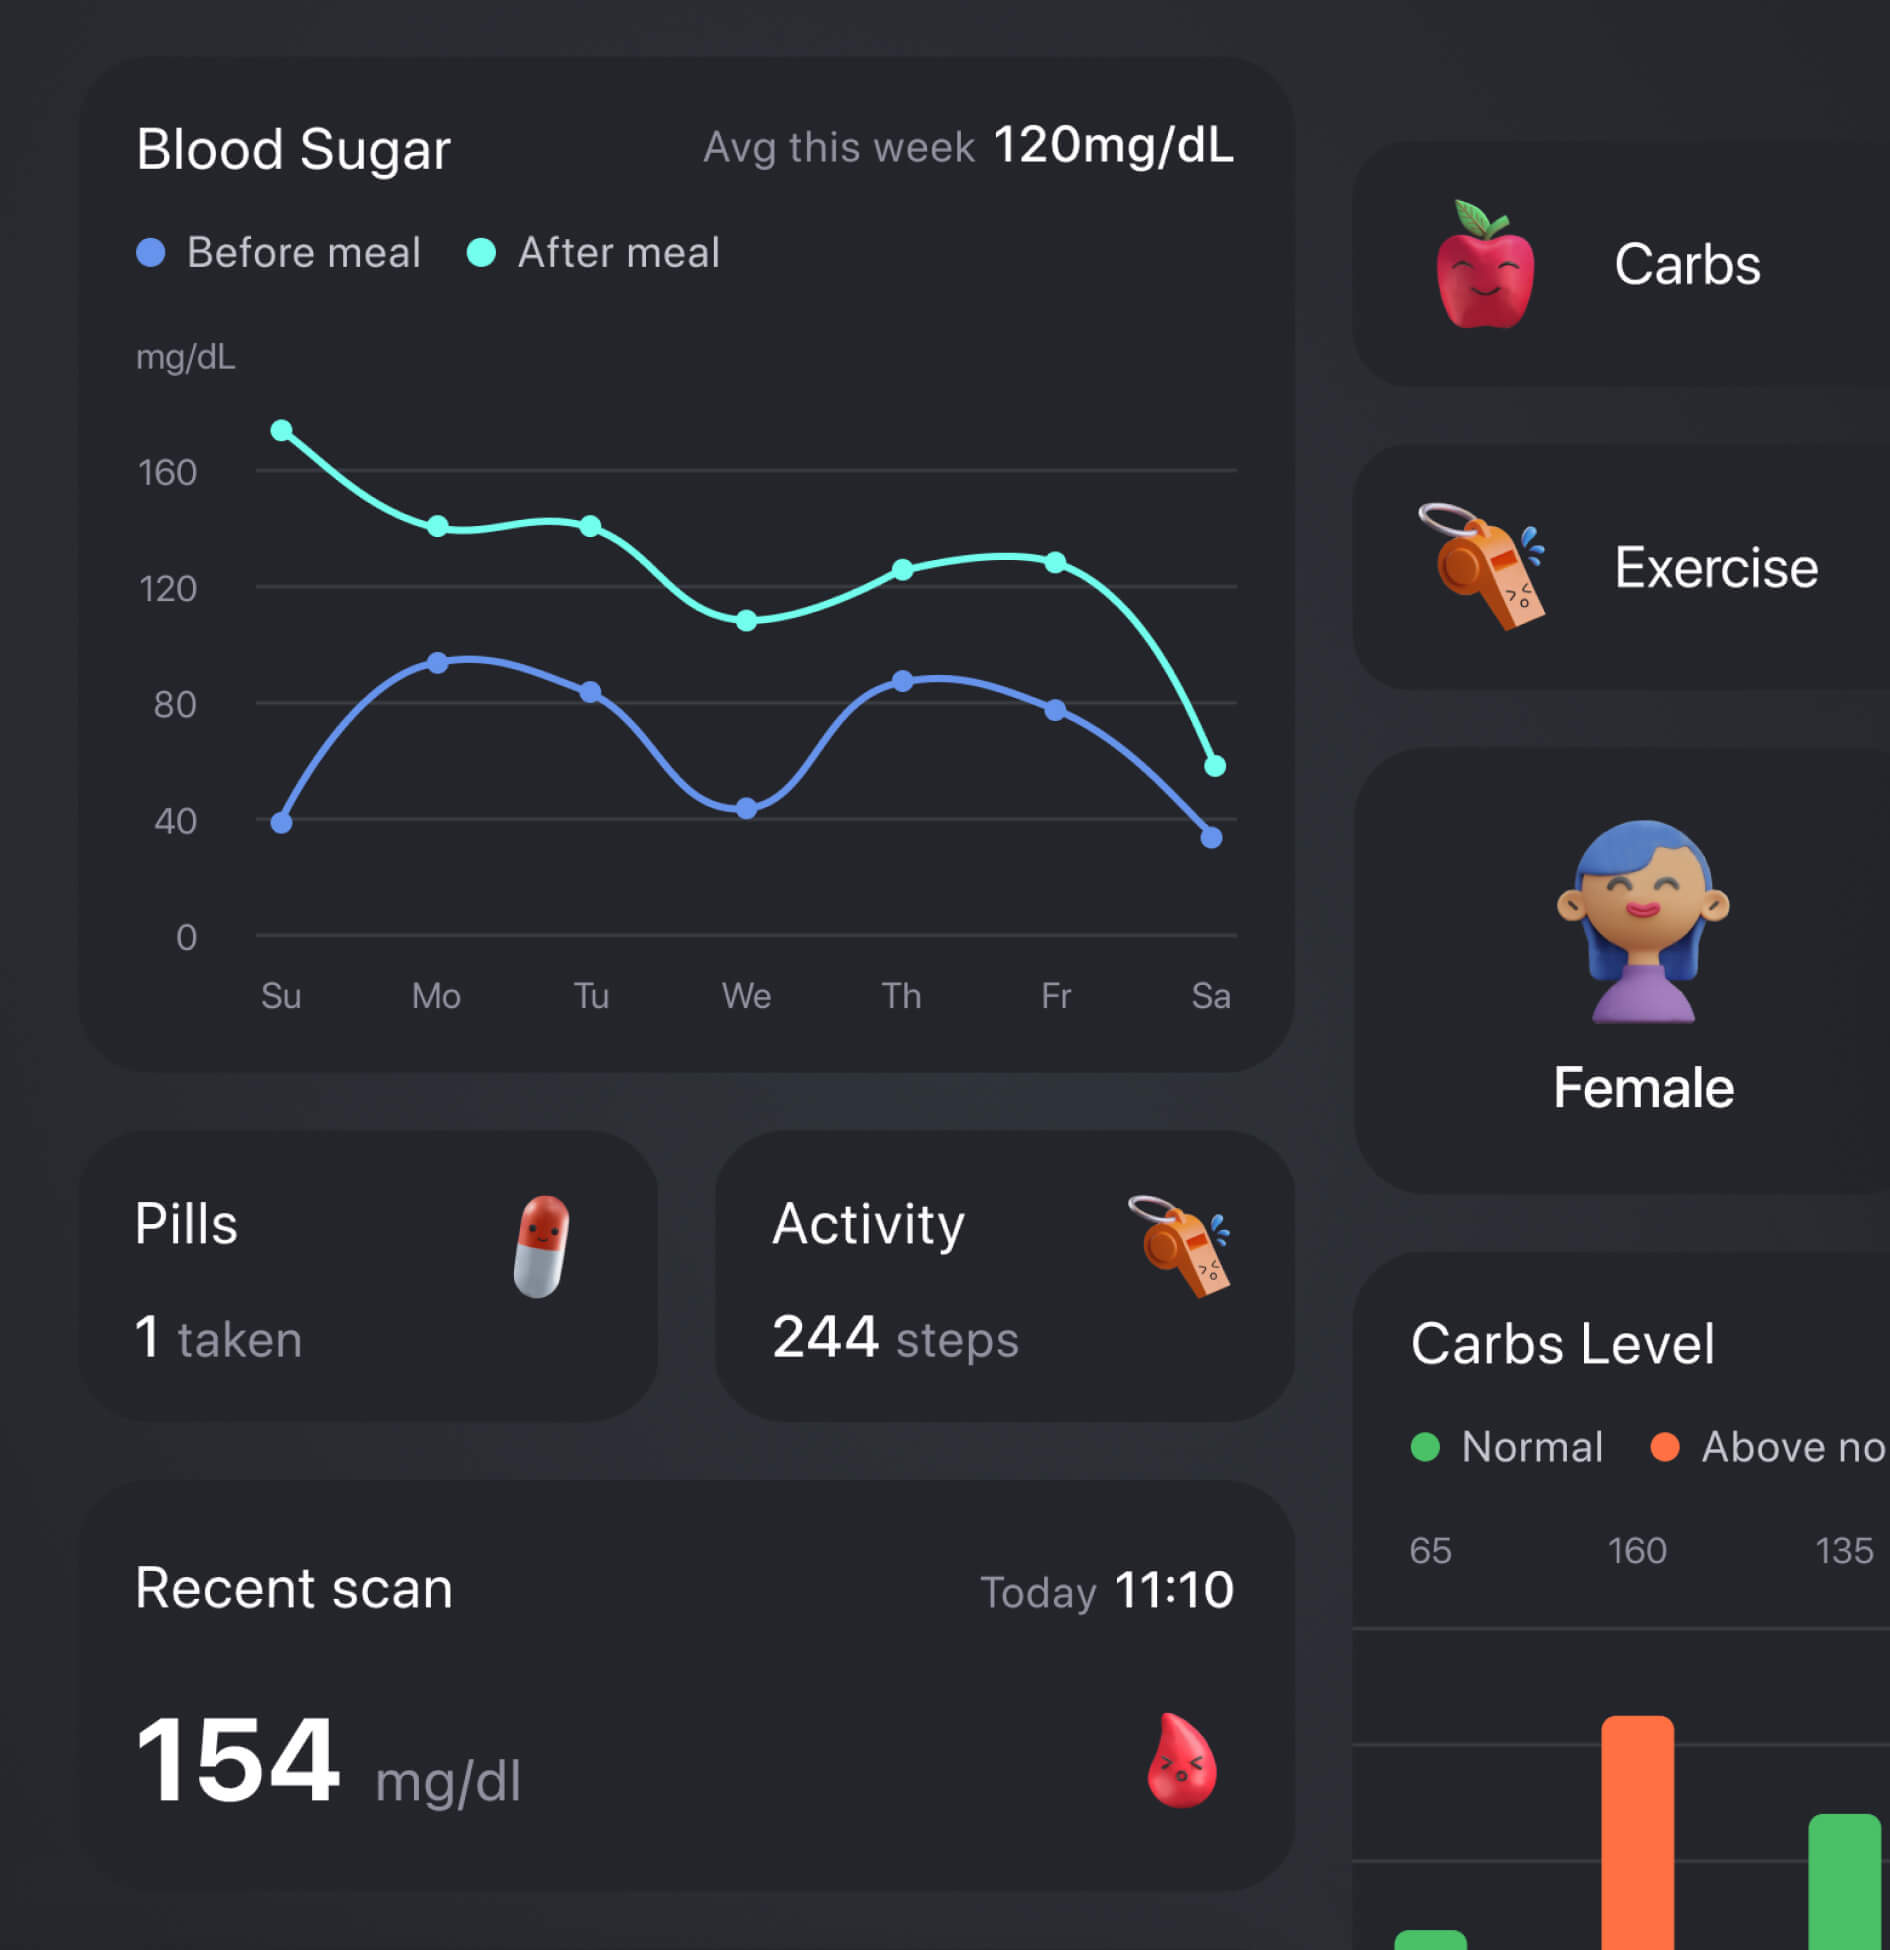 Blood Sugar
Avg this week 120mg/dL
Before meal
After meal
mg/dL
160
120
80
40
0
Su Mo Tu We Th Fr Sa
Pills
1 taken
Activity
244 steps
Recent scan
Today 11:10
154 mg/dl
Carbs
Exercise
Female
Carbs Level
Normal
Above no
65 160 135